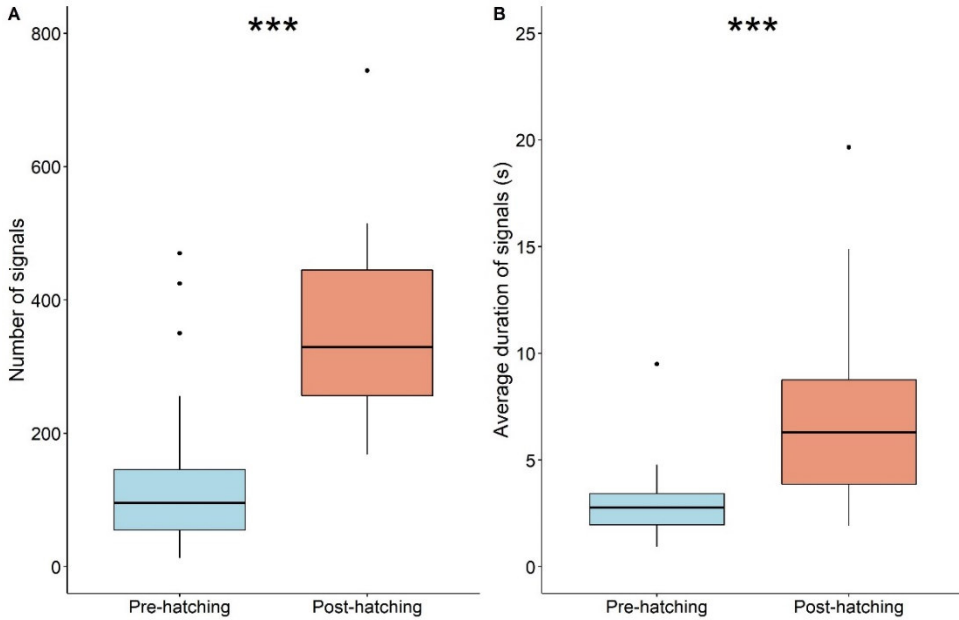 A
***
Number of signals
800
600
400
200
0
Pre-hatching
Post-hatching
B
***
Average duration of signals (s)
25
20
15
10
5
0
Pre-hatching
Post-hatching